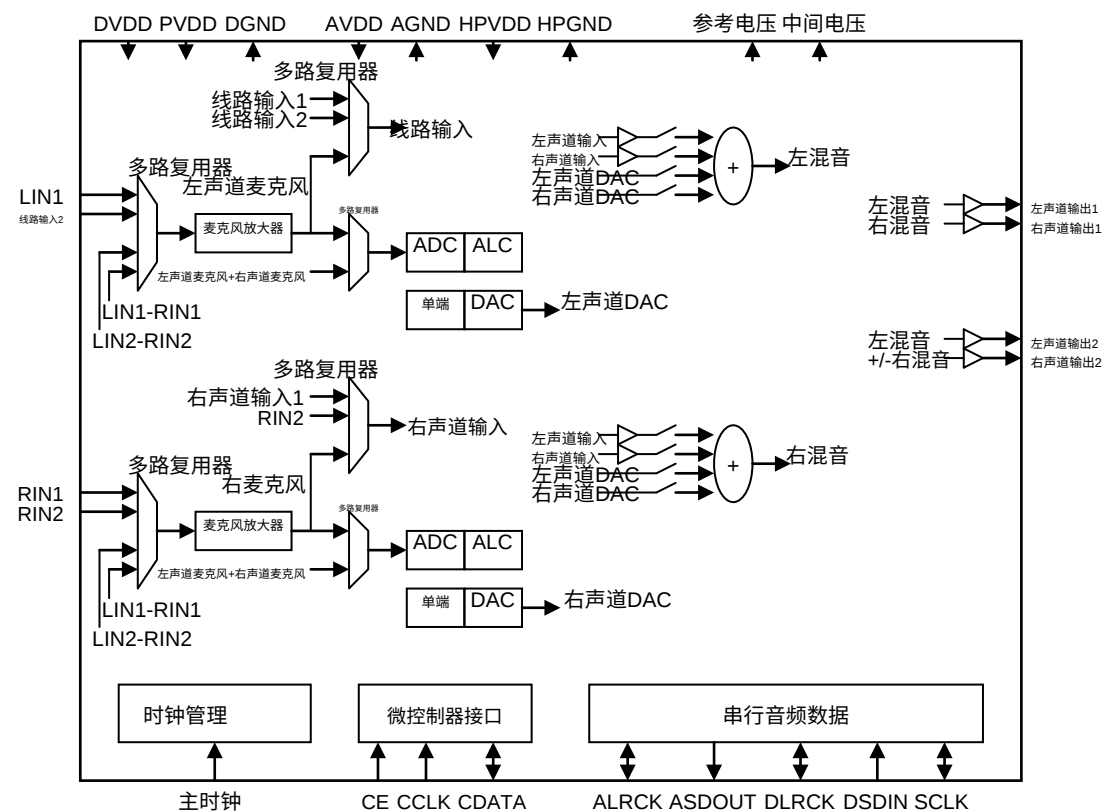 DVDD PVDD DGND AVDD AGND HPVDD HPGND 参考电压 中间电压
多路复用器
线路输入1
线路输入2
线路输入
多路复用器
左声道麦克风
LIN1
线路输入2
麦克风放大器
多路复用器
ADC ALC
左声道麦克风+右声道麦克风
单端 DAC
左声道DAC
LIN1-RIN1
LIN2-RIN2
左声道输入
右声道输入
左声道DAC
右声道DAC
+
左混音
左混音
右混音
左声道输出1
右声道输出1
左混音
+/-右混音
左声道输出2
右声道输出2
多路复用器
右声道输入1
RIN2
右声道输入
多路复用器
右麦克风
RIN1
RIN2
麦克风放大器
多路复用器
ADC ALC
左声道麦克风+右声道麦克风
单端 DAC
右声道DAC
LIN1-RIN1
LIN2-RIN2
左声道输入
右声道输入
左声道DAC
右声道DAC
+
右混音
时钟管理
微控制器接口
串行音频数据
主时钟
CE CCLK CDATA
ALRCK ASDOUT DLRCK DSDIN SCLK